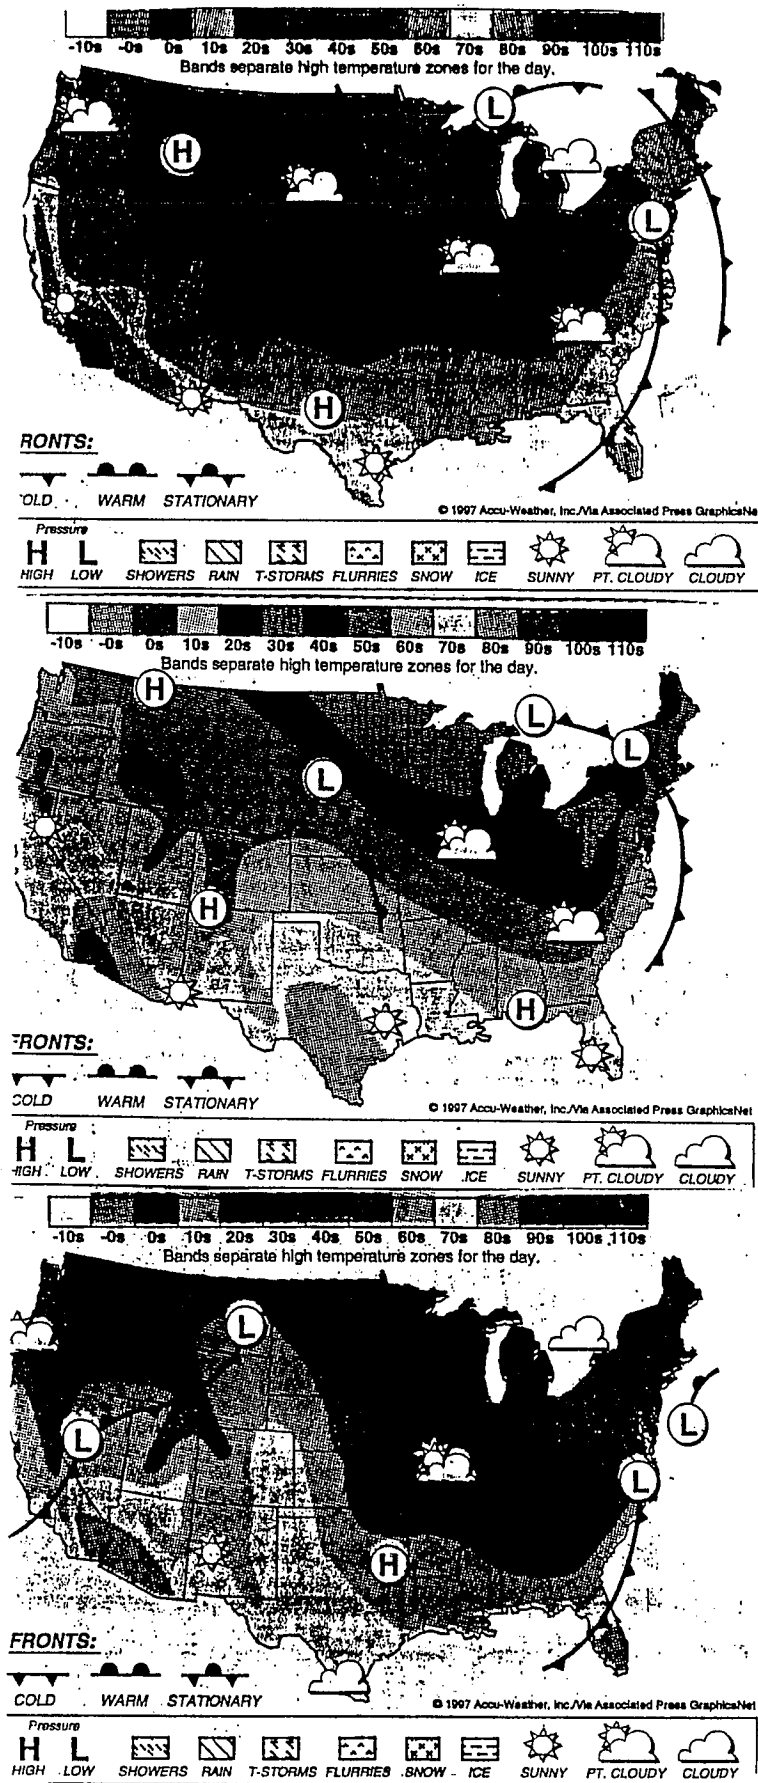 -10s -0s 0s 10s 20s 30s 40s 50s 60s 70s 80s 90s 100s 110s
Bands separate high temperature zones for the day.
L
H
L
H
RONTS:
OLD WARM STATIONARY
© 1997 Accu-Weather, Inc./Via Associated Press GraphicsNe
Pressure
H L
HIGH LOW SHOWERS RAIN T-STORMS FLURRIES SNOW ICE SUNNY PT. CLOUDY CLOUDY
-10s -0s 0s 10s 20s 30s 40s 50s 60s 70s 80s 90s 100s 110s
Bands separate high temperature zones for the day.
H
L
L
L
H
H
FRONTS:
COLD WARM STATIONARY
© 1997 Accu-Weather, Inc./Via Associated Press GraphicsNet
Pressure
H L
HIGH LOW SHOWERS RAIN T-STORMS FLURRIES SNOW ICE SUNNY PT. CLOUDY CLOUDY
-10s -0s 0s 10s 20s 30s 40s 50s 60s 70s 80s 90s 100s 110s
Bands separate high temperature zones for the day.
L
L
L
L
H
FRONTS:
COLD WARM STATIONARY
© 1997 Accu-Weather, Inc./Via Associated Press GraphicsNet
Pressure
H L
HIGH LOW SHOWERS RAIN T-STORMS FLURRIES SNOW ICE SUNNY PT. CLOUDY CLOUDY